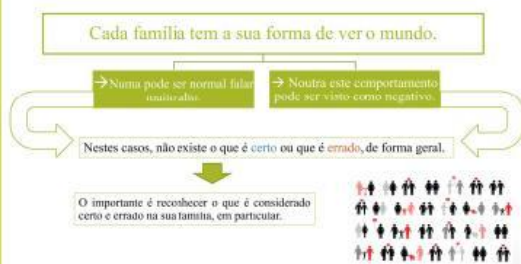 Cada família tem a sua forma de ver o mundo.
→ Numa pode ser normal falar
muito alto.
→ Noutra este comportamento
pode ser visto como negativo.
Nestes casos, não existe o que é certo ou que é errado, de forma geral.
O importante é reconhecer o que é considerado
certo e errado na sua família, em particular.